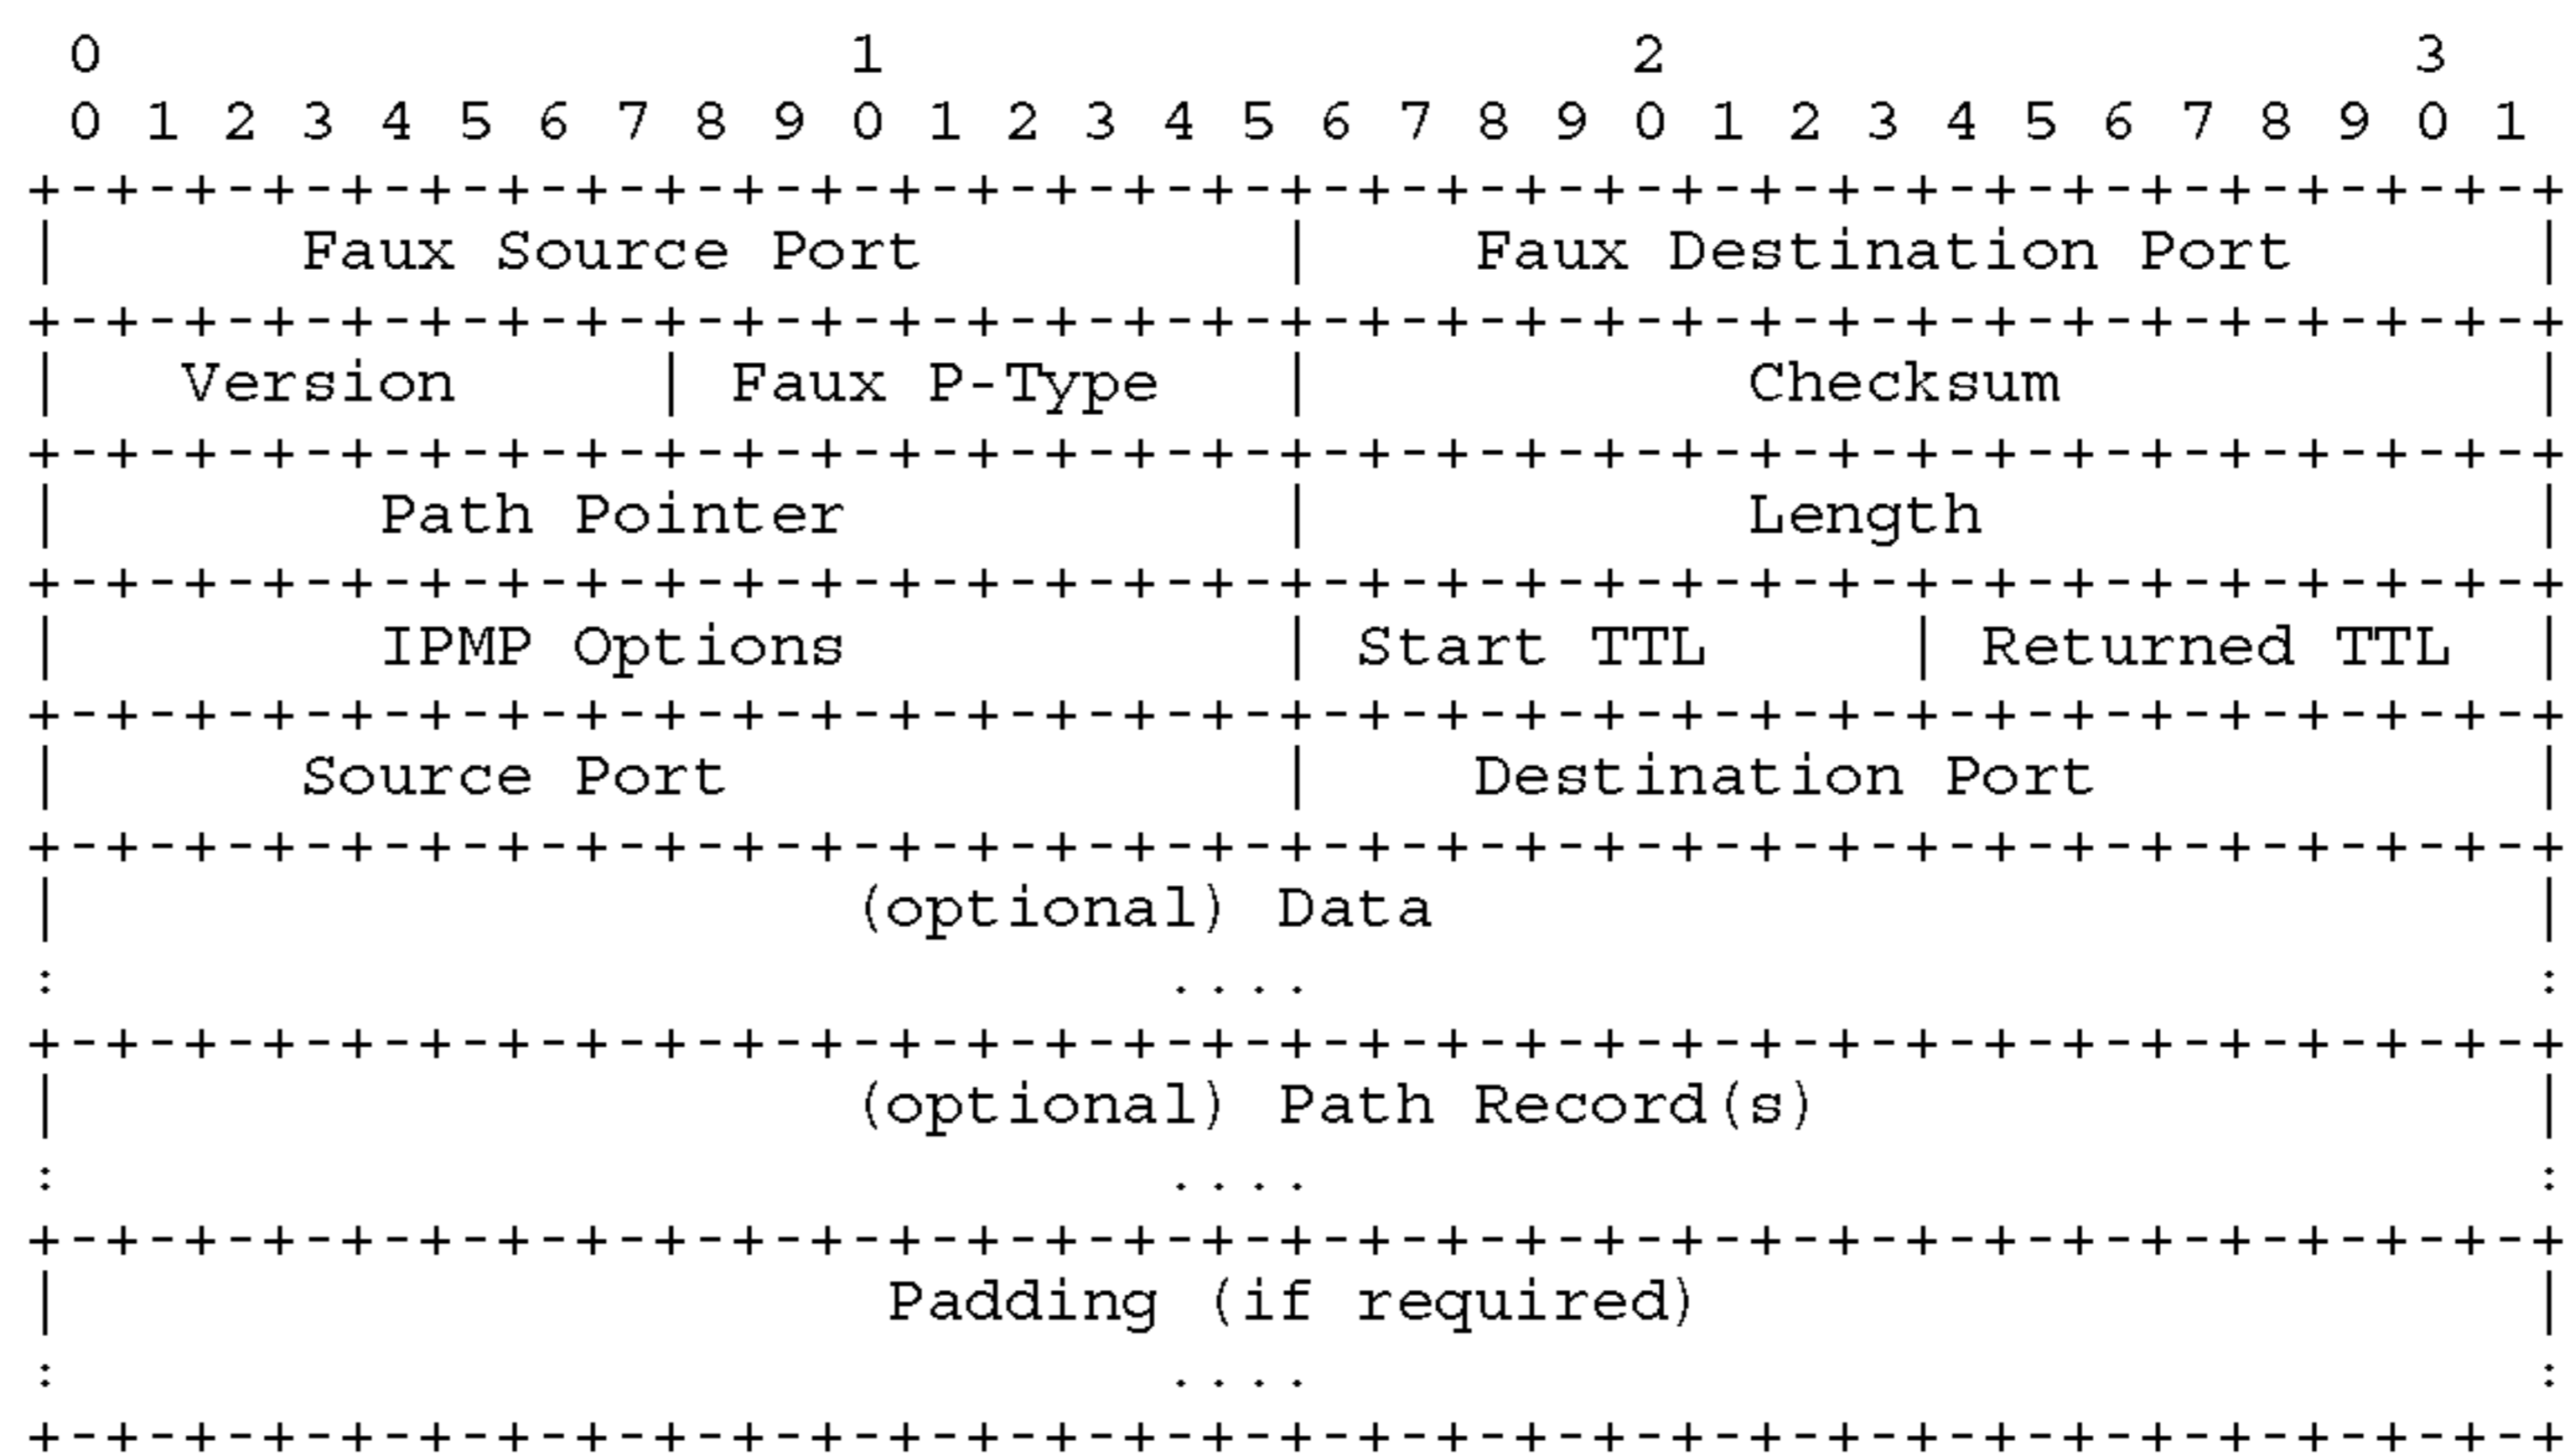 0                   1                   2                   3
 0 1 2 3 4 5 6 7 8 9 0 1 2 3 4 5 6 7 8 9 0 1 2 3 4 5 6 7 8 9 0 1
+-+-+-+-+-+-+-+-+-+-+-+-+-+-+-+-+-+-+-+-+-+-+-+-+-+-+-+-+-+-+-+-+
|      Faux Source Port         |    Faux Destination Port      |
+-+-+-+-+-+-+-+-+-+-+-+-+-+-+-+-+-+-+-+-+-+-+-+-+-+-+-+-+-+-+-+-+
|   Version     | Faux P-Type   |           Checksum            |
+-+-+-+-+-+-+-+-+-+-+-+-+-+-+-+-+-+-+-+-+-+-+-+-+-+-+-+-+-+-+-+-+
|        Path Pointer           |           Length              |
+-+-+-+-+-+-+-+-+-+-+-+-+-+-+-+-+-+-+-+-+-+-+-+-+-+-+-+-+-+-+-+-+
|        IPMP Options           | Start TTL     | Returned TTL  |
+-+-+-+-+-+-+-+-+-+-+-+-+-+-+-+-+-+-+-+-+-+-+-+-+-+-+-+-+-+-+-+-+
|      Source Port              |    Destination Port           |
+-+-+-+-+-+-+-+-+-+-+-+-+-+-+-+-+-+-+-+-+-+-+-+-+-+-+-+-+-+-+-+-+
|                    (optional) Data                            |
:                            ....                               :
+-+-+-+-+-+-+-+-+-+-+-+-+-+-+-+-+-+-+-+-+-+-+-+-+-+-+-+-+-+-+-+-+
|                    (optional) Path Record(s)                  |
:                            ....                               :
+-+-+-+-+-+-+-+-+-+-+-+-+-+-+-+-+-+-+-+-+-+-+-+-+-+-+-+-+-+-+-+-+
|                     Padding (if required)                     |
:                            ....                               :
+-+-+-+-+-+-+-+-+-+-+-+-+-+-+-+-+-+-+-+-+-+-+-+-+-+-+-+-+-+-+-+-+